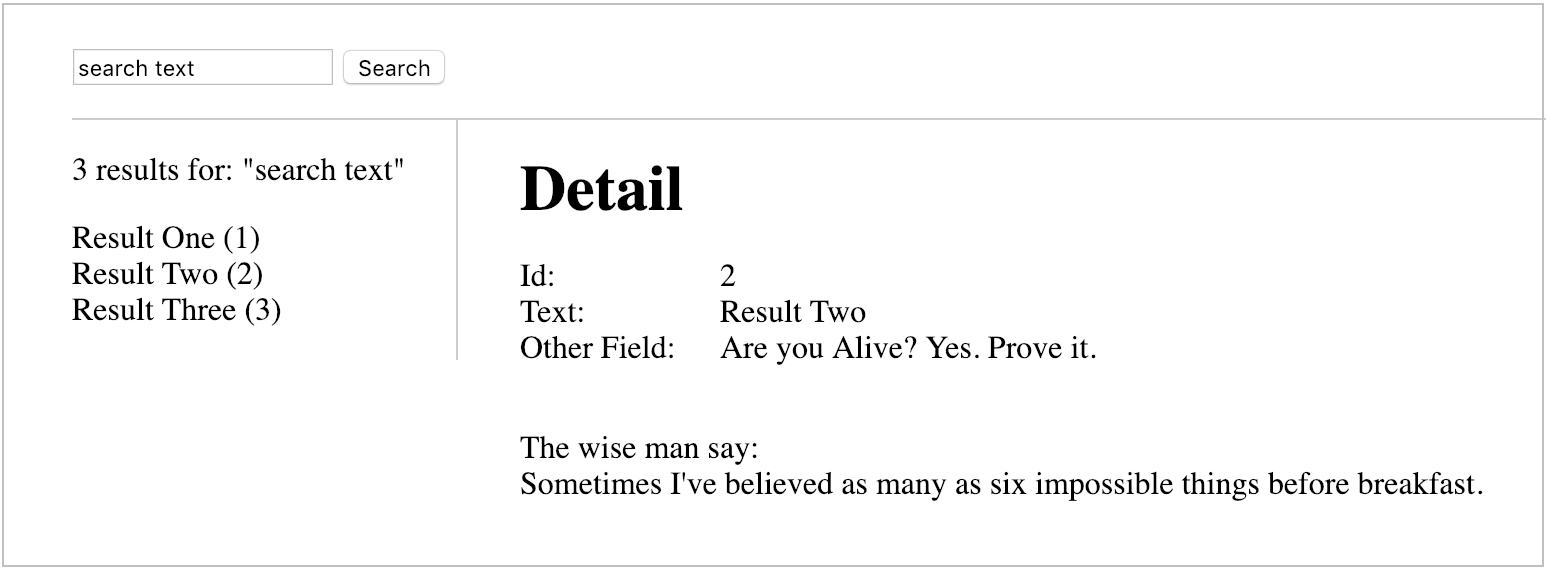 search text Search
3 results for: "search text"
Result One (1)
Result Two (2)
Result Three (3)
Detail
Id: 2
Text: Result Two
Other Field: Are you Alive? Yes. Prove it.
The wise man say:
Sometimes I've believed as many as six impossible things before breakfast.